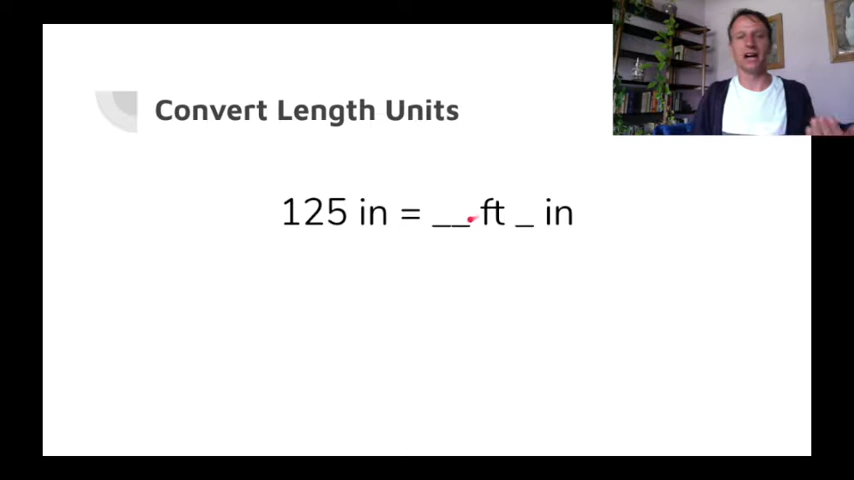 Convert Length Units
125 in = __ ft _ in